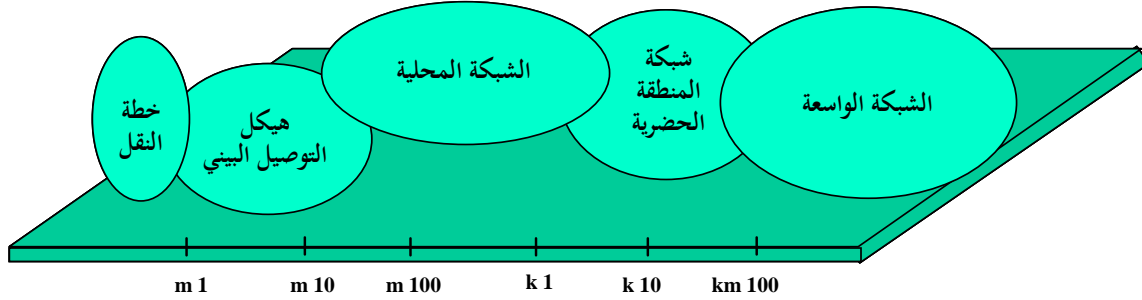 خطة
النقل
هيكل
التوصيل البيني
الشبكة المحلية
شبكة
المنطقة
الحضرية
الشبكة الواسعة
m 1
m 10
m 100
k 1
k 10
km 100